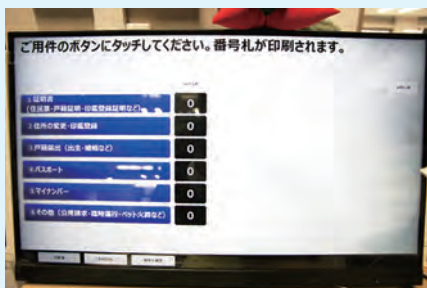 ご用件のボタンにタッチしてください。番号札が印刷されます。
1 証明書
(住民票・戸籍証明・印鑑登録証明など)
0
2 住所の変更・印鑑登録
0
3 戸籍届出（出生・婚姻など）
0
4 パスポート
0
5 マイナンバー
0
6 その他（公用請求・臨時運行・ペット火葬など）
0